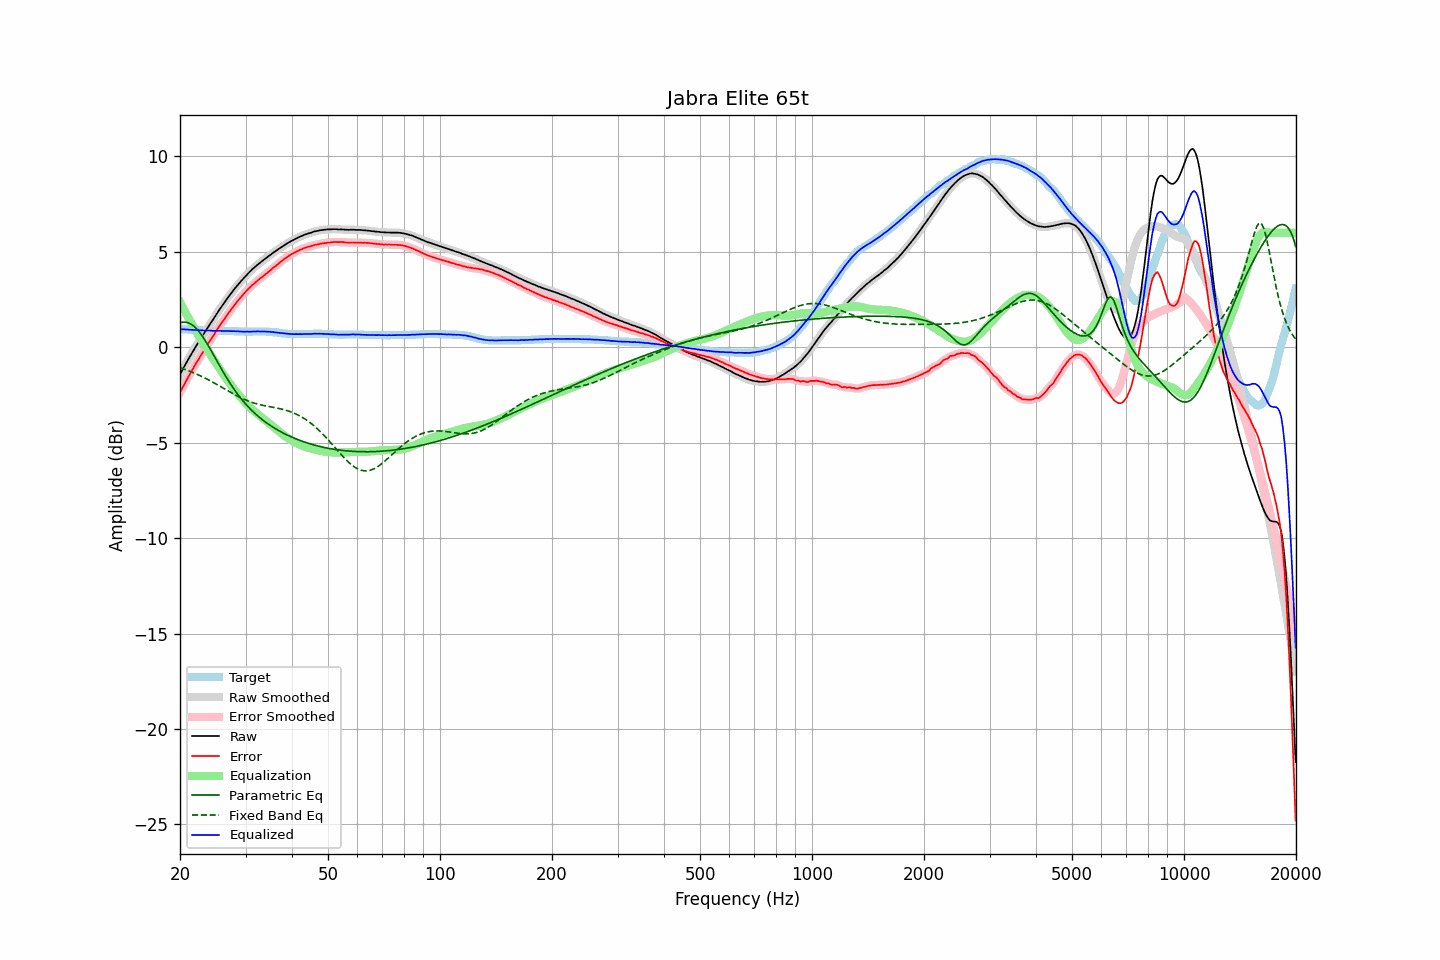 Jabra Elite 65t
Amplitude (dBr)
10
5
0
−5
−10
−15
−20
−25
Target
Raw Smoothed
Error Smoothed
Raw
Error
Equalization
Parametric Eq
Fixed Band Eq
Equalized
20 50 100 200 500 1000 2000 5000 10000 20000
Frequency (Hz)